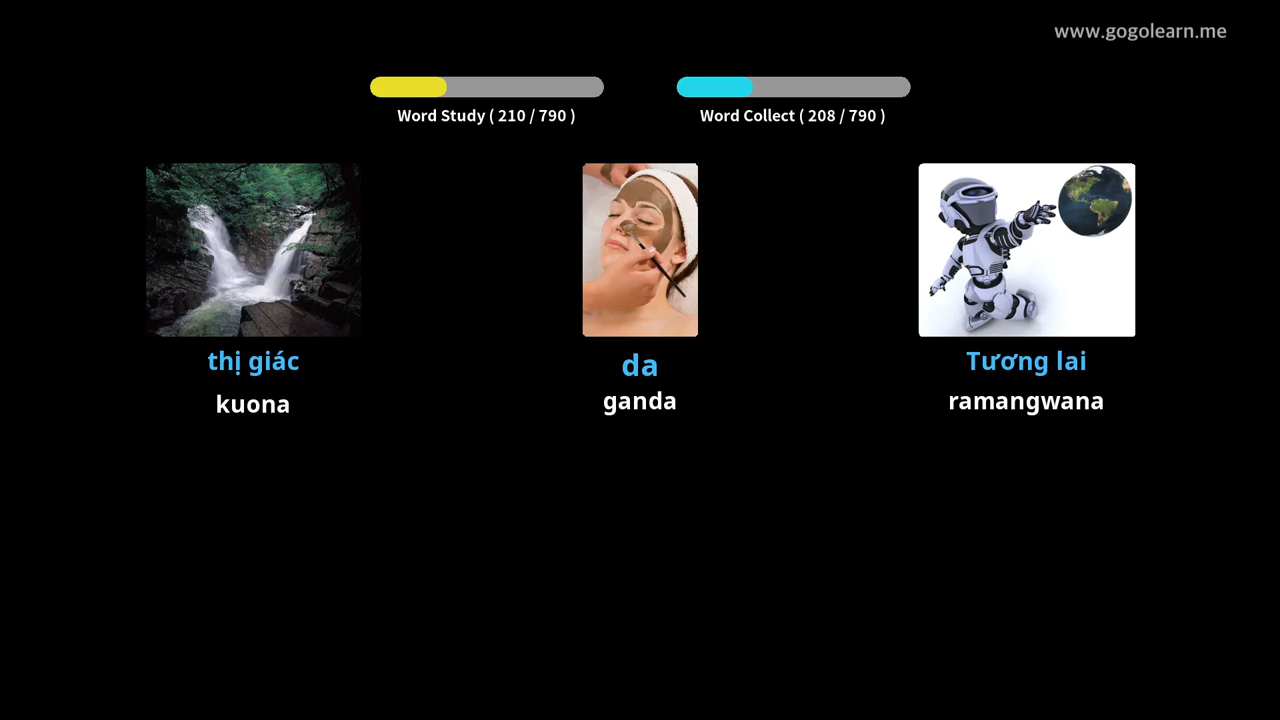 www.gogolearn.me
Word Study ( 210 / 790 )
Word Collect ( 208 / 790 )
thị giác
kuona
da
ganda
Tương lai
ramangwana